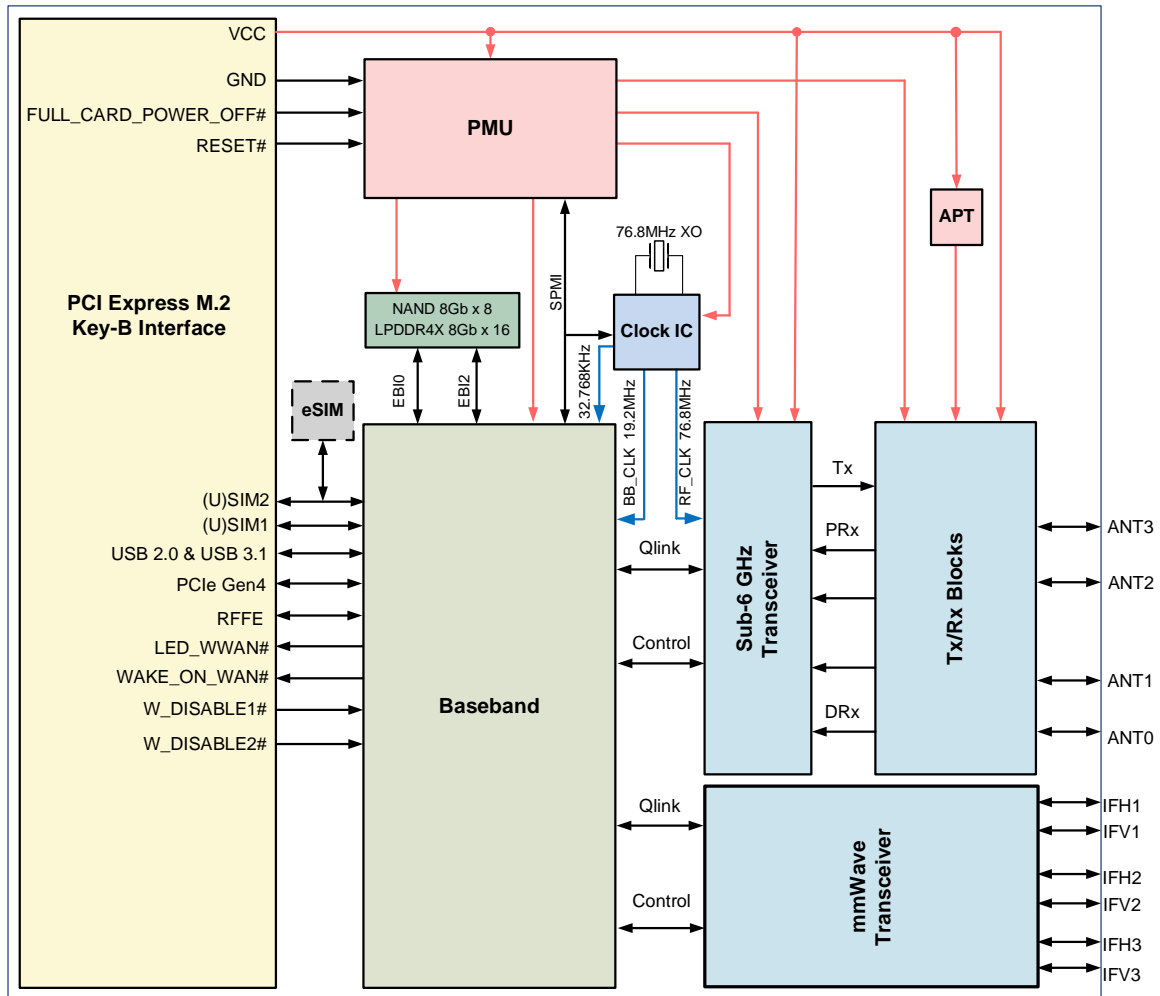 VCC
GND
FULL_CARD_POWER_OFF#
RESET#
PMU
APT
76.8MHz XO
SPMI
PCI Express M.2
Key-B Interface
NAND 8Gb x 8
LPDDR4X 8Gb x 16
Clock IC
32.768KHz
EBI0
EBI2
BB_CLK 19.2MHz
RF_CLK 76.8MHz
eSIM
(U)SIM2
(U)SIM1
USB 2.0 & USB 3.1
PCIe Gen4
RFFE
LED_WWAN#
WAKE_ON_WAN#
W_DISABLE1#
W_DISABLE2#
Baseband
Qlink
Control
Sub-6 GHz
Transceiver
Tx
PRx
DRx
Tx/Rx Blocks
ANT3
ANT2
ANT1
ANT0
Qlink
Control
mmWave
Transceiver
IFH1
IFV1
IFH2
IFV2
IFH3
IFV3